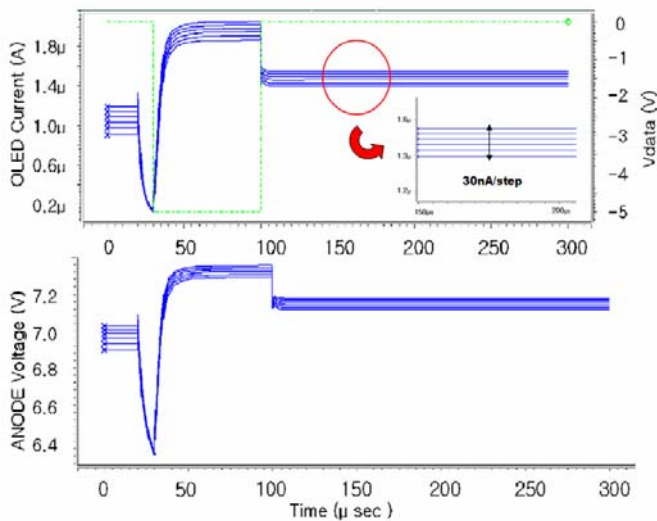 OLED Current (A)
1.8μ
1.4μ
1.0μ
0.6μ
0.2μ
0
-1
-2
-3
-4
-5
Vdata (V)
30nA/step
150μs
200μs
0
50
100
150
200
250
300
ANODE Voltage (V)
7.2
7.0
6.8
6.6
6.4
0
50
100
150
200
250
300
Time (μ sec)